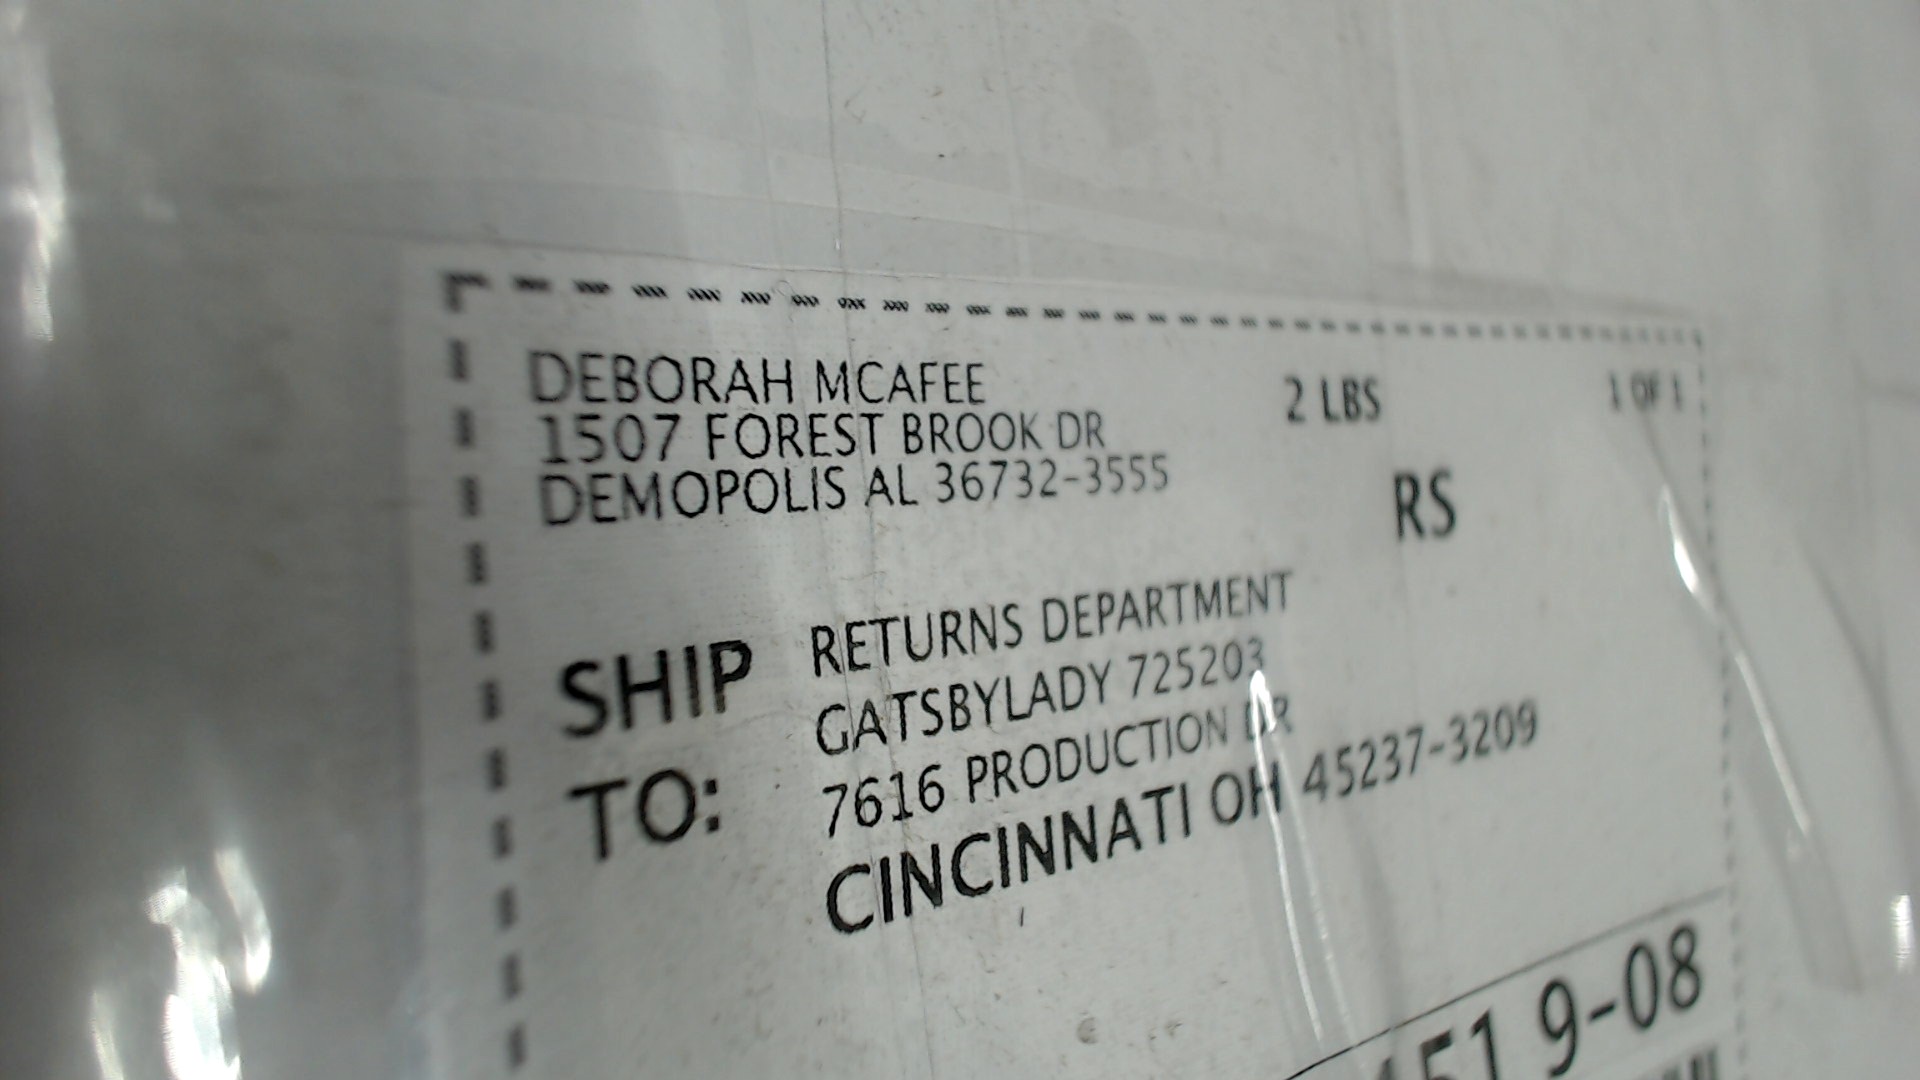 DEBORAH MCAFEE 2 LBS 1 OF 1
1507 FOREST BROOK DR
DEMOPOLIS AL 36732-3555
RS
SHIP TO:
RETURNS DEPARTMENT
GATSBYLADY 725203
7616 PRODUCTION DR
CINCINNATI OH 45237-3209
9-08